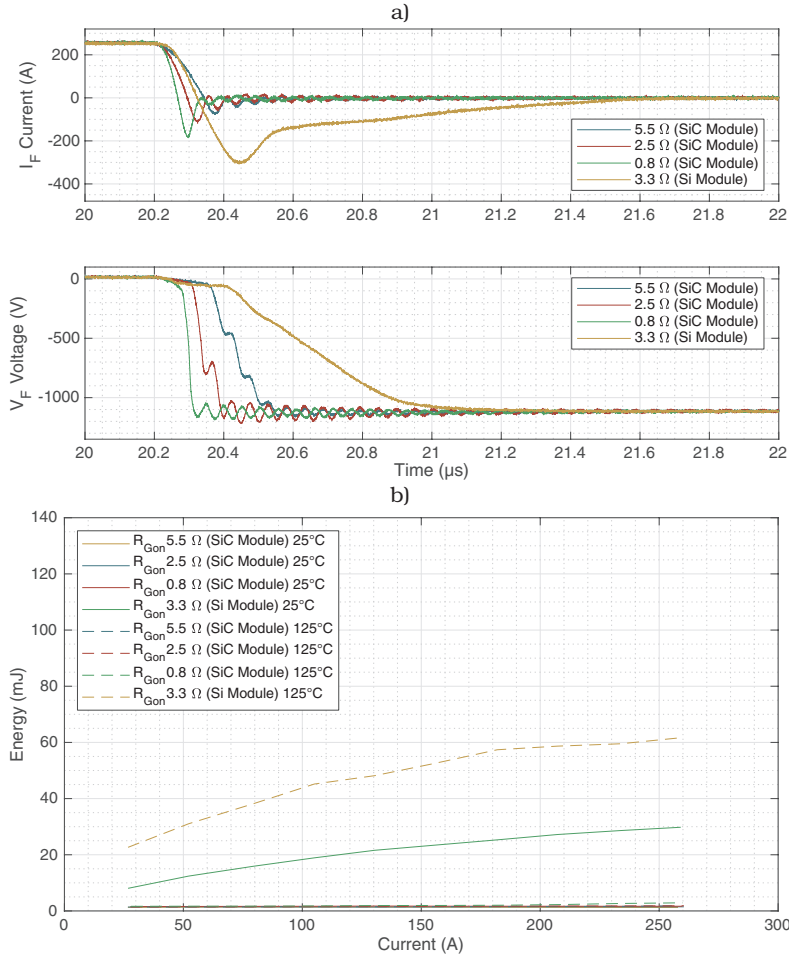 a)
200
0
-200
-400
I_F Current (A)
5.5 Ω (SiC Module)
2.5 Ω (SiC Module)
0.8 Ω (SiC Module)
3.3 Ω (Si Module)
20 20.2 20.4 20.6 20.8 21 21.2 21.4 21.6 21.8 22
0
-500
-1000
V_F Voltage (V)
5.5 Ω (SiC Module)
2.5 Ω (SiC Module)
0.8 Ω (SiC Module)
3.3 Ω (Si Module)
20 20.2 20.4 20.6 20.8 21 21.2 21.4 21.6 21.8 22
Time (µs)
b)
140
120
100
80
60
40
20
0
Energy (mJ)
R_Gon 5.5 Ω (SiC Module) 25°C
R_Gon 2.5 Ω (SiC Module) 25°C
R_Gon 0.8 Ω (SiC Module) 25°C
R_Gon 3.3 Ω (Si Module) 25°C
R_Gon 5.5 Ω (SiC Module) 125°C
R_Gon 2.5 Ω (SiC Module) 125°C
R_Gon 0.8 Ω (SiC Module) 125°C
R_Gon 3.3 Ω (Si Module) 125°C
0 50 100 150 200 250 300
Current (A)